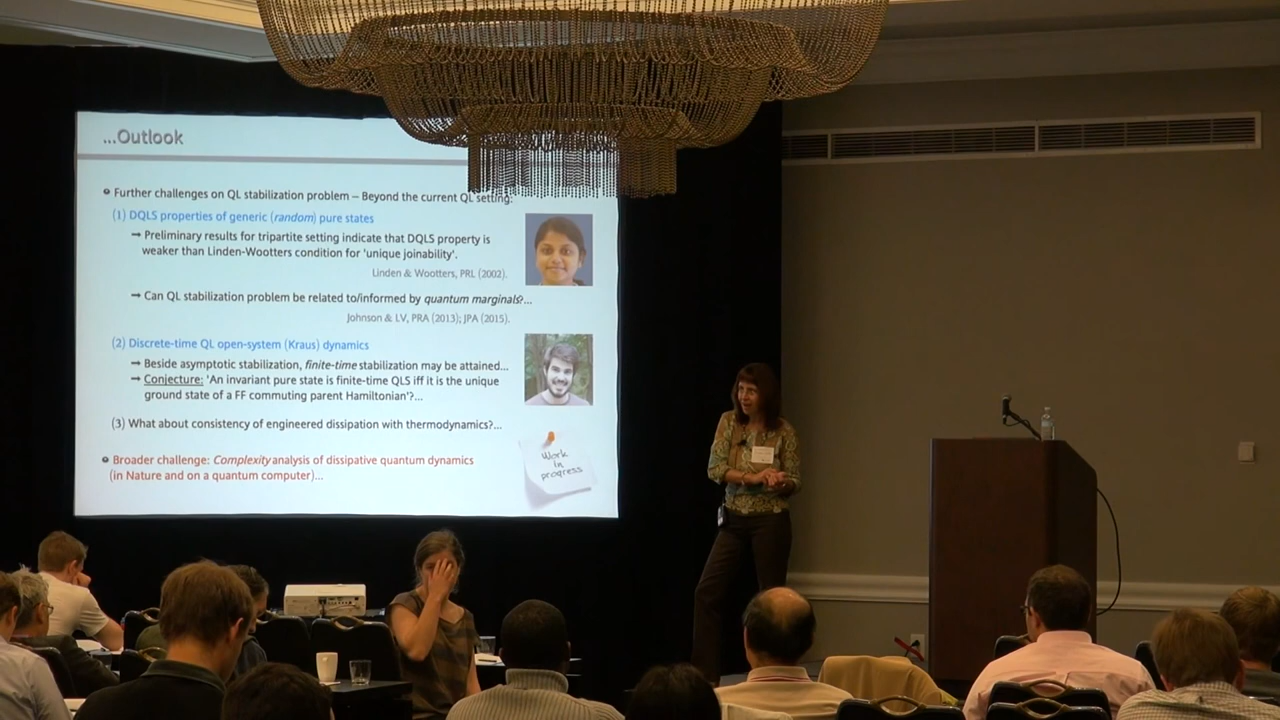 ...Outlook
Further challenges on QL stabilization problem – Beyond the current QL setting:
(1) DQLS properties of generic (random) pure states
→ Preliminary results for tripartite setting indicate that DQLS property is
weaker than Linden-Wootters condition for 'unique joinability'.
Linden & Wootters, PRL (2002).
→ Can QL stabilization problem be related to/informed by quantum marginals?...
Johnson & LV, PRA (2013); JPA (2015).
(2) Discrete-time QL open-system (Kraus) dynamics
→ Beside asymptotic stabilization, finite-time stabilization may be attained...
→ Conjecture: 'An invariant pure state is finite-time QLS iff it is the unique
ground state of a FF commuting parent Hamiltonian'?...
(3) What about consistency of engineered dissipation with thermodynamics?...
Work
in
progress
Broader challenge: Complexity analysis of dissipative quantum dynamics
(in Nature and on a quantum computer)...